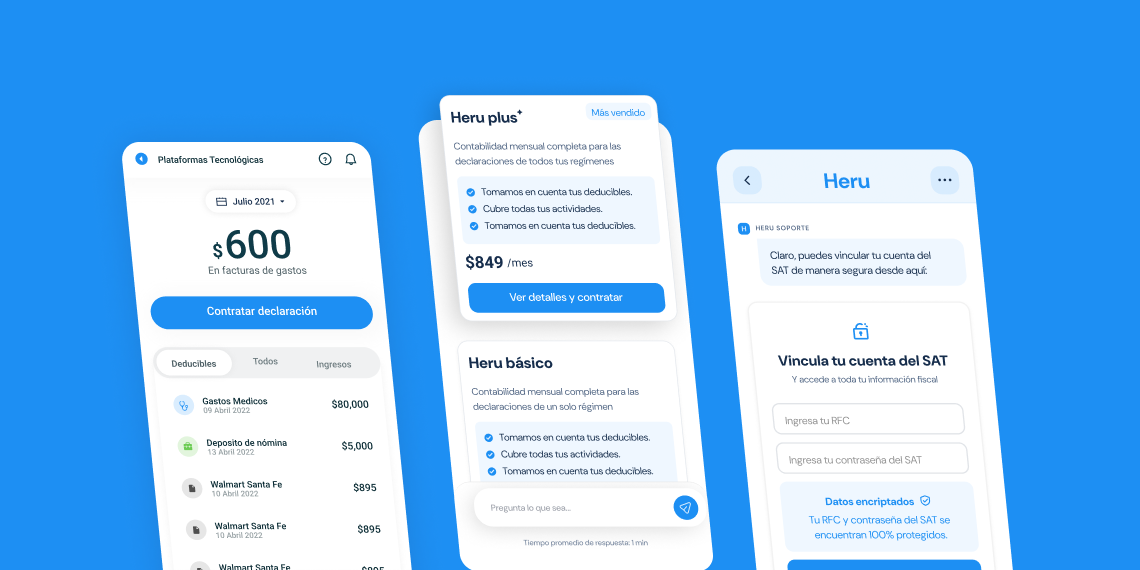 Plataformas Tecnológicas
Julio 2021
$600
En facturas de gastos
Contratar declaración
Deducibles
Todos
Ingresos
Gastos Medicos
09 Abril 2022
$80,000
Deposito de nómina
13 Abril 2022
$5,000
Walmart Santa Fe
10 Abril 2022
$895
Walmart Santa Fe
10 Abril 2022
$895
Walmart Santa Fe
$895
Heru plus
Más vendido
Contabilidad mensual completa para las
declaraciones de todos tus regímenes
Tomamos en cuenta tus deducibles.
Cubre todas tus actividades.
Tomamos en cuenta tus deducibles.
$849 /mes
Ver detalles y contratar
Heru básico
Contabilidad mensual completa para las
declaraciones de un solo régimen
Tomamos en cuenta tus deducibles.
Cubre todas tus actividades.
Tomamos en cuenta tus deducibles.
Pregunta lo que sea...
Tiempo promedio de respuesta: 1 min
Heru
H HERU SOPORTE
Claro, puedes vincular tu cuenta del
SAT de manera segura desde aquí:
Vincula tu cuenta del SAT
Y accede a toda tu información fiscal
Ingresa tu RFC
Ingresa tu contraseña del SAT
Datos encriptados
Tu RFC y contraseña del SAT se
encuentran 100% protegidos.